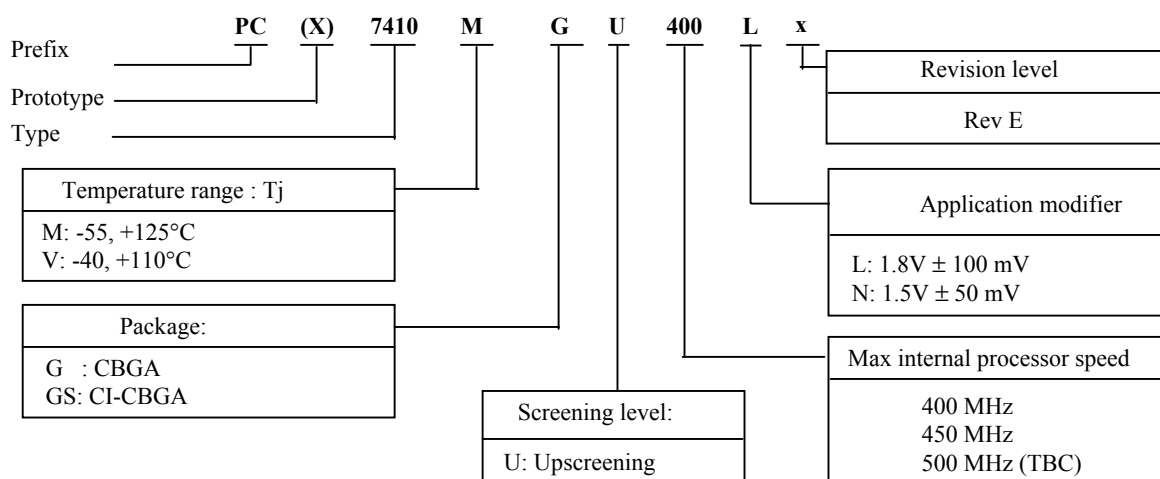 PC (X) 7410 M G U 400 L x
Prefix
Prototype
Type
Revision level
Rev E
Temperature range : Tj
M: -55, +125°C
V: -40, +110°C
Application modifier
L: 1.8V ± 100 mV
N: 1.5V ± 50 mV
Package:
G : CBGA
GS: CI-CBGA
Screening level:
U: Upscreening
Max internal processor speed
400 MHz
450 MHz
500 MHz (TBC)